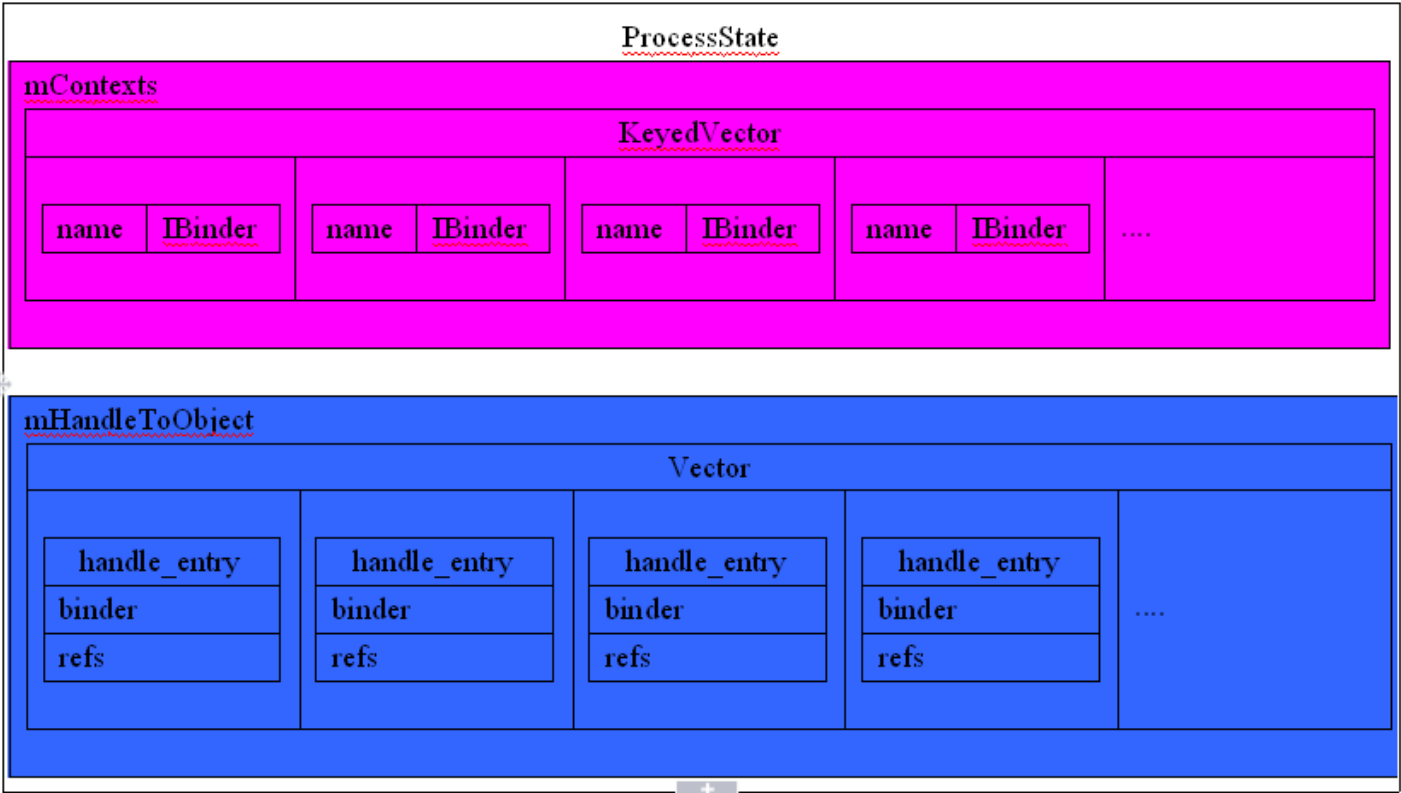 ProcessState
mContexts
KeyedVector
name IBinder name IBinder name IBinder name IBinder ....
mHandleToObject
Vector
handle_entry handle_entry handle_entry handle_entry
binder binder binder binder ....
refs refs refs refs